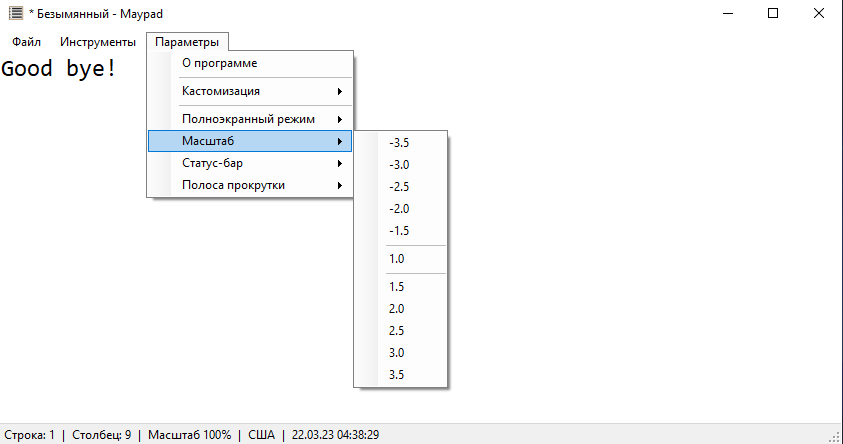 * Безымянный - Maypad
Файл Инструменты Параметры
Good bye!
О программе
Кастомизация
Полноэкранный режим
Масштаб
Статус-бар
Полоса прокрутки
-3.5
-3.0
-2.5
-2.0
-1.5
1.0
1.5
2.0
2.5
3.0
3.5
Строка: 1 | Столбец: 9 | Масштаб 100% | США | 22.03.23 04:38:29